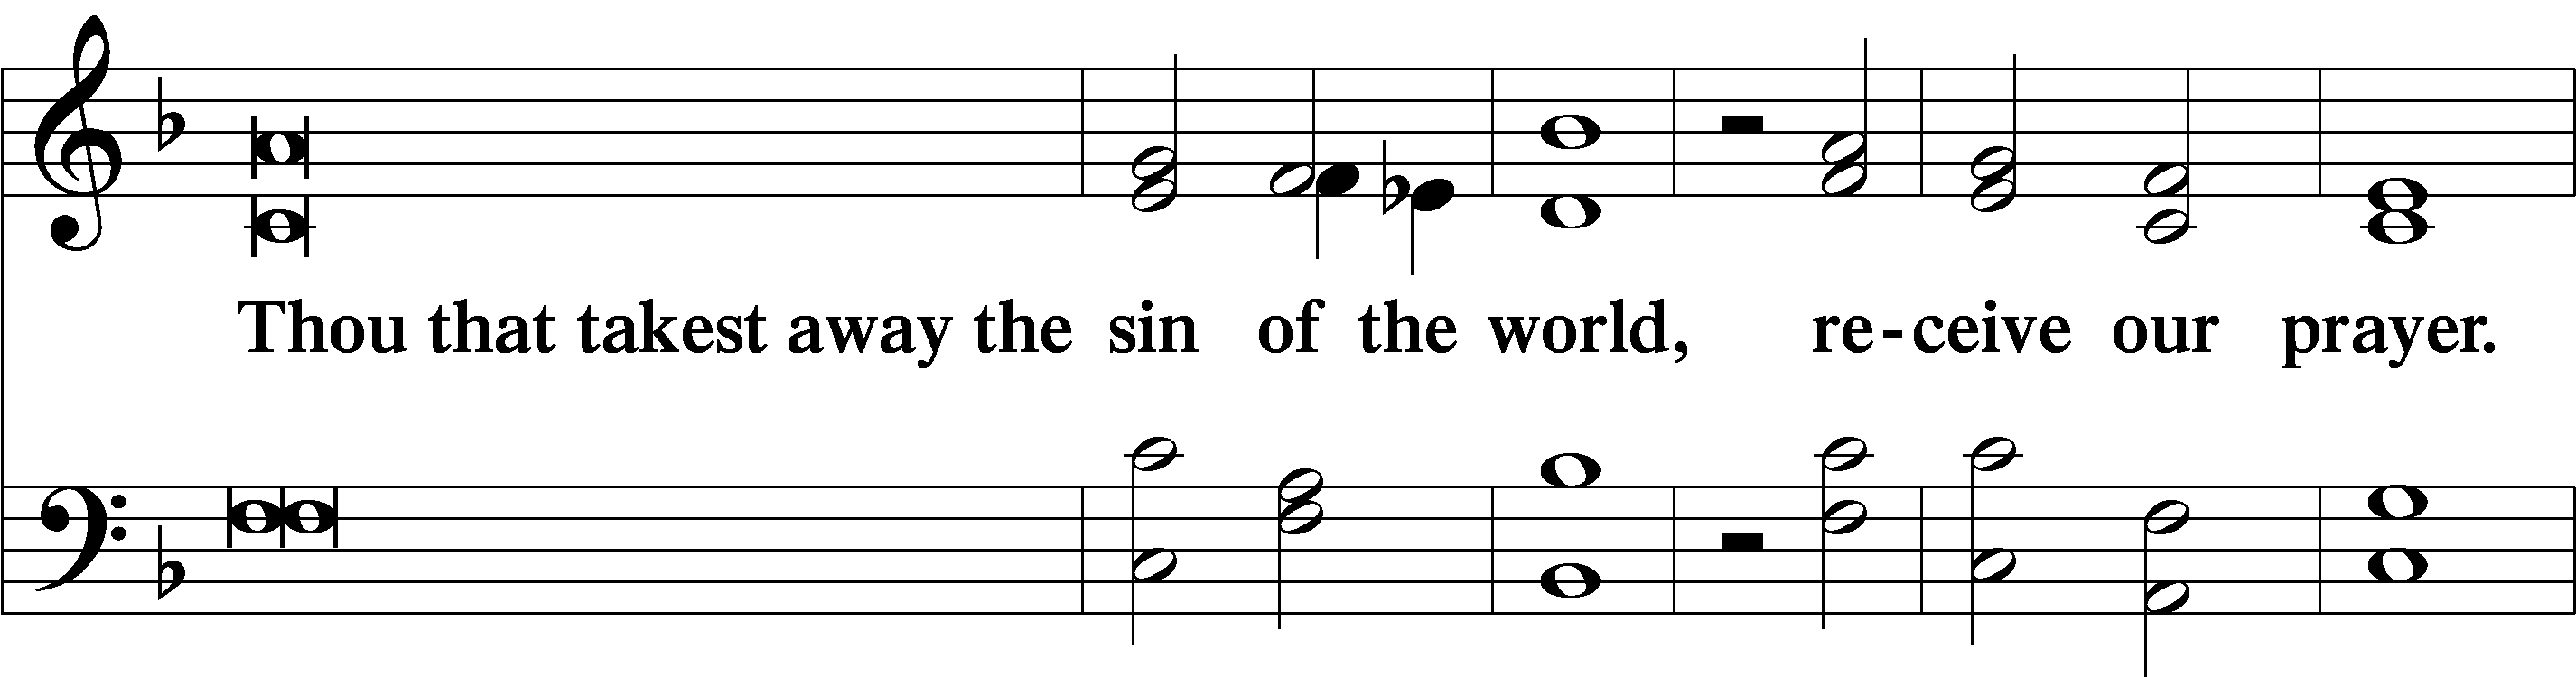 Thou that takest away the sin of the world, re-ceive our prayer.